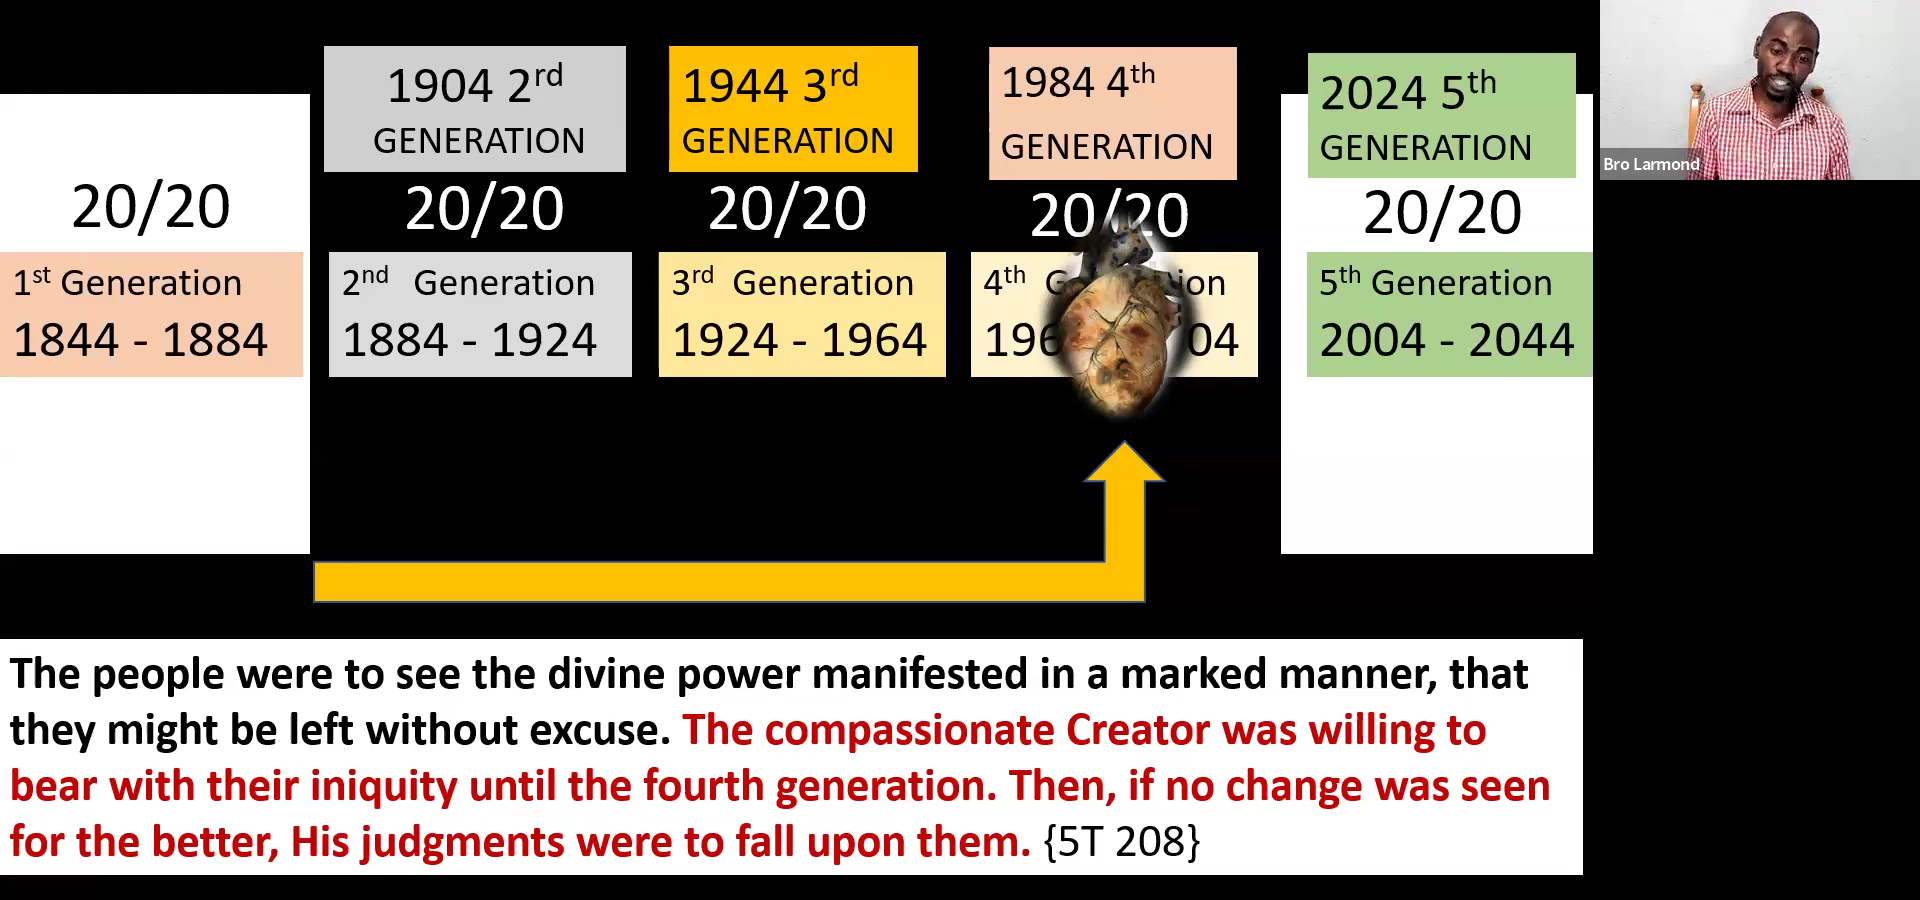 1904 2rd
GENERATION
1944 3rd
GENERATION
1984 4th
GENERATION
2024 5th
GENERATION
Bro Larmond
20/20
20/20
20/20
20/20
20/20
1st Generation
1844 - 1884
2nd Generation
1884 - 1924
3rd Generation
1924 - 1964
4th
5th Generation
2004 - 2044
The people were to see the divine power manifested in a marked manner, that
they might be left without excuse. The compassionate Creator was willing to
bear with their iniquity until the fourth generation. Then, if no change was seen
for the better, His judgments were to fall upon them. {5T 208}